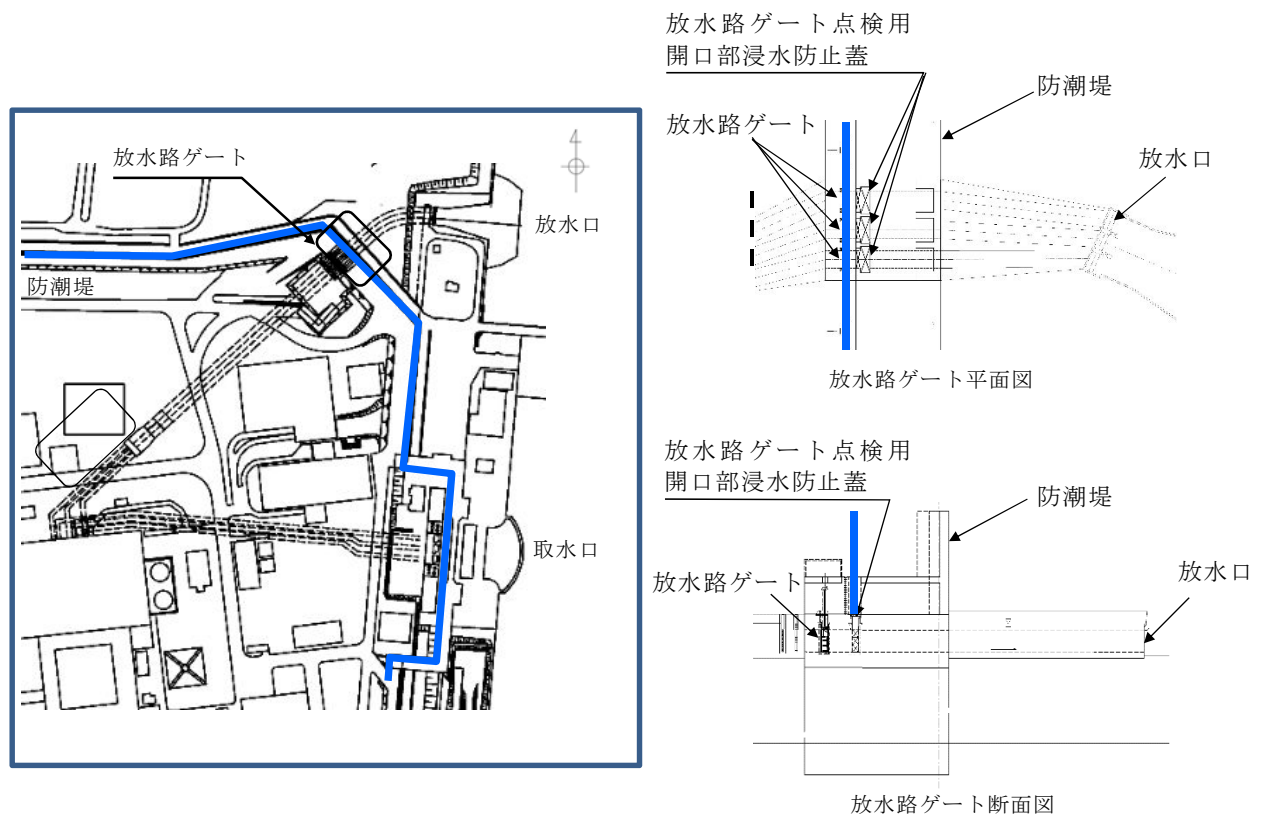 放水路ゲート
放水口
防潮堤
取水口
放水路ゲート点検用
開口部浸水防止蓋
防潮堤
放水路ゲート
放水口
放水路ゲート平面図
放水路ゲート点検用
開口部浸水防止蓋
防潮堤
放水路ゲート
放水口
放水路ゲート断面図